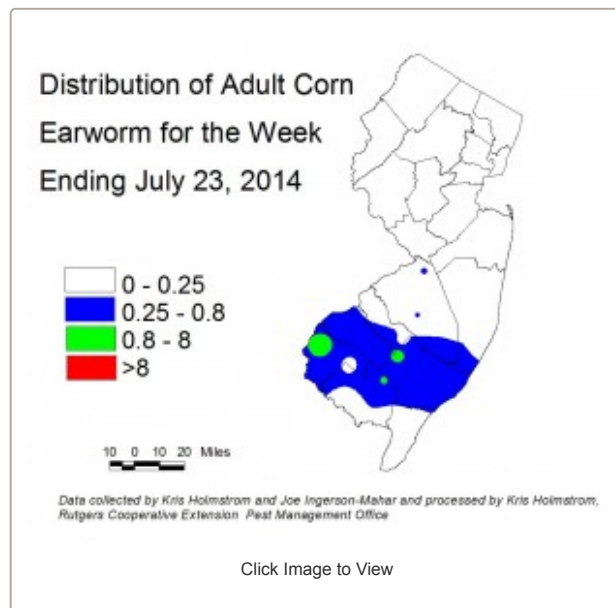 Distribution of Adult Corn
Earworm for the Week
Ending July 23, 2014
0 - 0.25
0.25 - 0.8
0.8 - 8
>8
10 0 10 20 Miles
Data collected by Kris Holmstrom and Joe Ingerson-Mahar and processed by Kris Holmstrom,
Rutgers Cooperative Extension Pest Management Office
Click Image to View